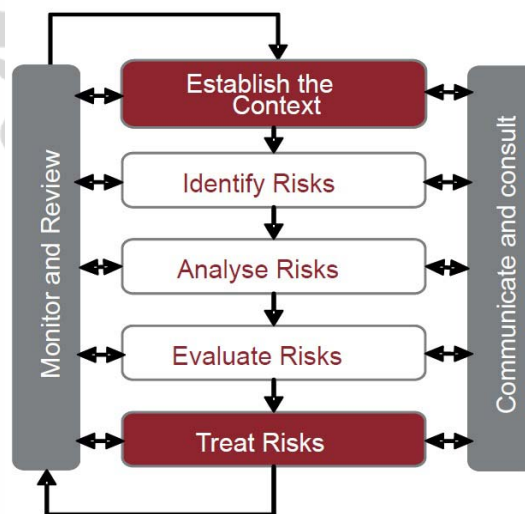 Establish the
Context
Identify Risks
Analyse Risks
Evaluate Risks
Treat Risks
Monitor and Review
Communicate and consult